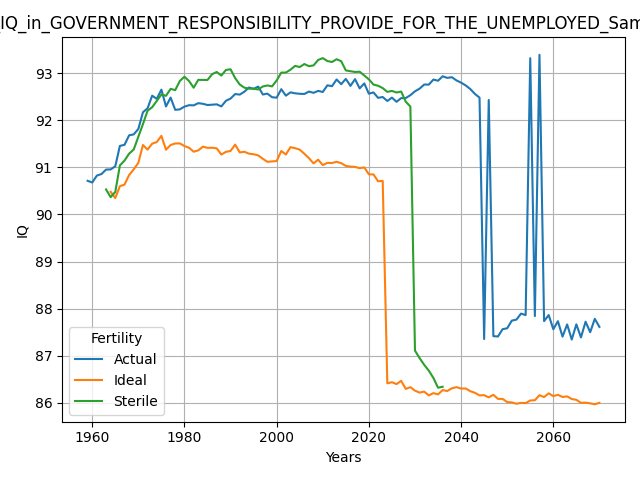 _IQ_in_GOVERNMENT_RESPONSIBILITY_PROVIDE_FOR_THE_UNEMPLOYED_Sam
IQ
93
92
91
90
89
88
87
86
Fertility
Actual
Ideal
Sterile
1960 1980 2000 2020 2040 2060
Years